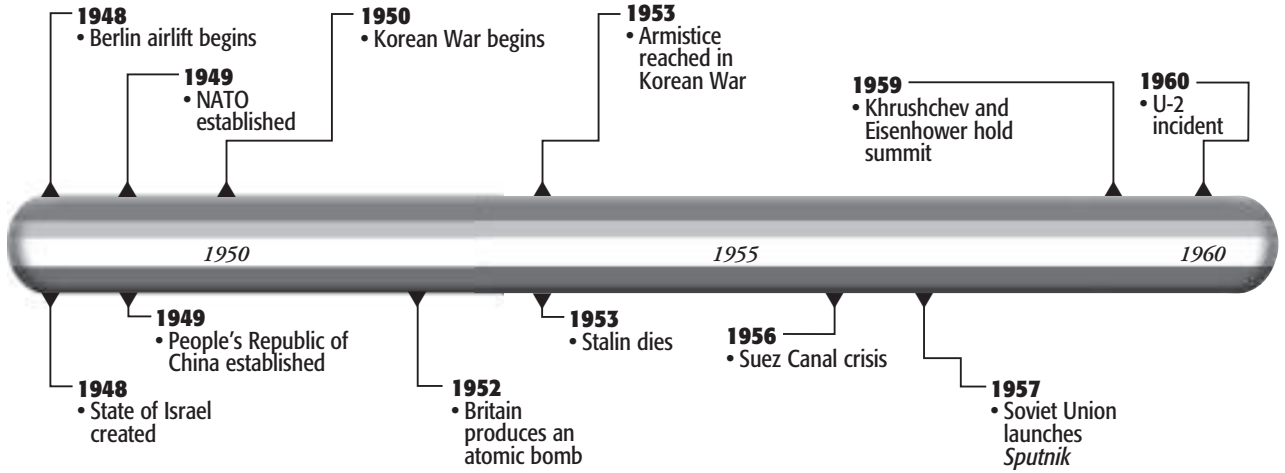 1948
• Berlin airlift begins
1949
• NATO
established
1950
• Korean War begins
1953
• Armistice
reached in
Korean War
1959
• Khrushchev and
Eisenhower hold
summit
1960
• U-2
incident
1950
1955
1960
1948
• State of Israel
created
1949
• People's Republic of
China established
1952
• Britain
produces an
atomic bomb
1953
• Stalin dies
1956
• Suez Canal crisis
1957
• Soviet Union
launches
Sputnik